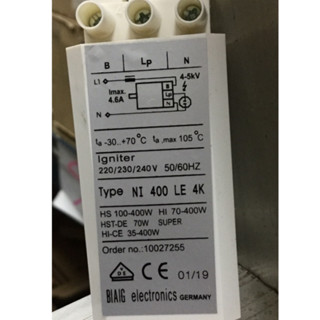 B Lp N
L1
4-5kV
Imax.
4.6A
B
Lp
N
N
ta -30..+70°C ta,max 105°C
Igniter
220/230/240V 50/60HZ
Type NI 400 LE 4K
HS 100-400W HI 70-400W
HST-DE 70W SUPER
HI-CE 35-400W
Order no.:10027255
CE 01/19
electronics GERMANY